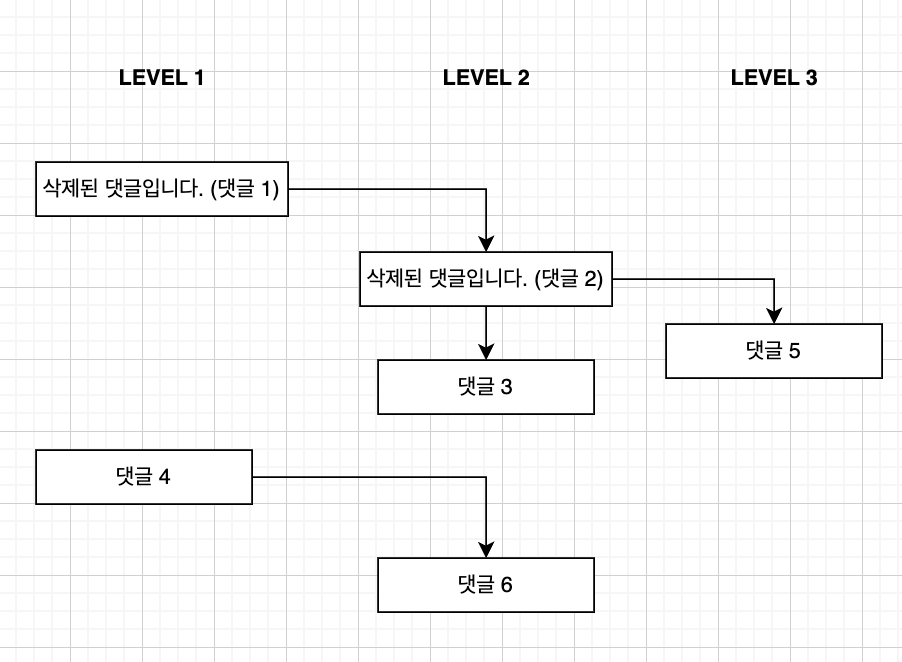 LEVEL 1
LEVEL 2
LEVEL 3
삭제된 댓글입니다. (댓글 1)
삭제된 댓글입니다. (댓글 2)
댓글 5
댓글 3
댓글 4
댓글 6